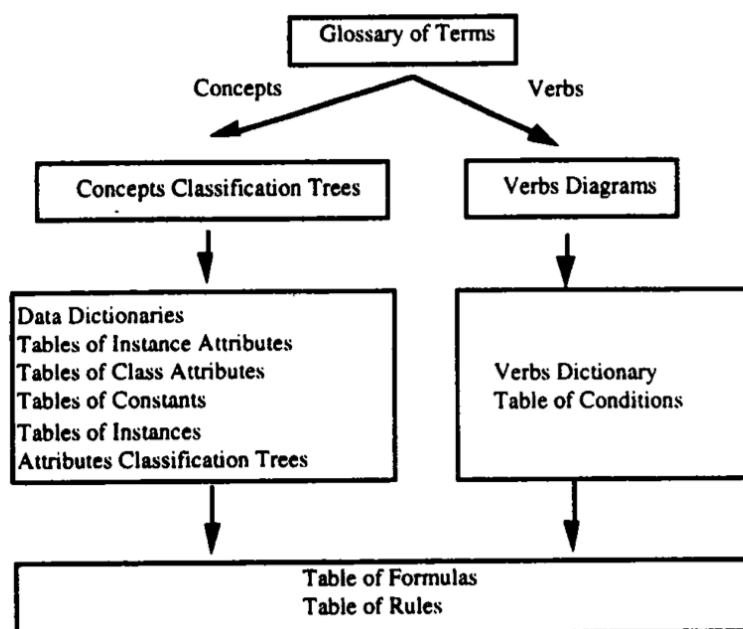 Glossary of Terms
Concepts
Verbs
Concepts Classification Trees
Verbs Diagrams
Data Dictionaries
Tables of Instance Attributes
Tables of Class Attributes
Tables of Constants
Tables of Instances
Attributes Classification Trees
Verbs Dictionary
Table of Conditions
Table of Formulas
Table of Rules